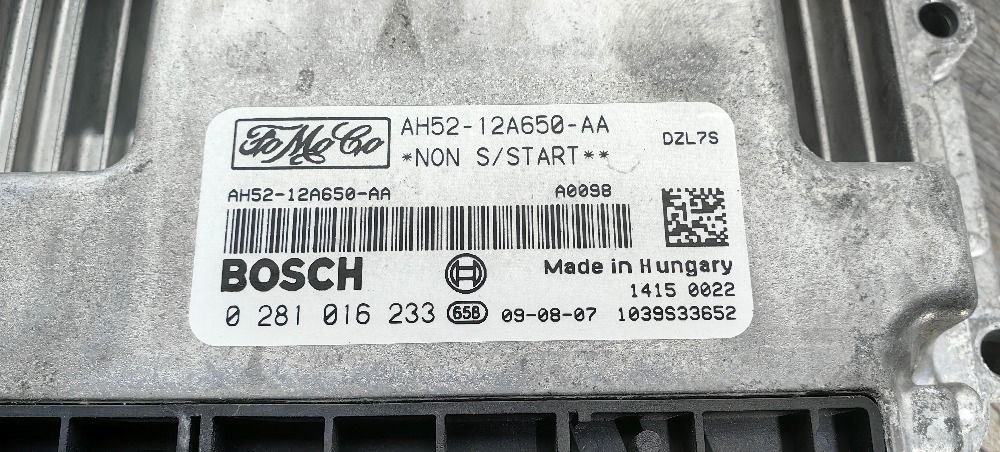 FoMoCo
AH52-12A650-AA
DZL7S
*NON S/START**
AH52-12A650-AA
A0098
BOSCH
Made in Hungary
1415 0022
0 281 016 233 658 09-08-07 1039S33652